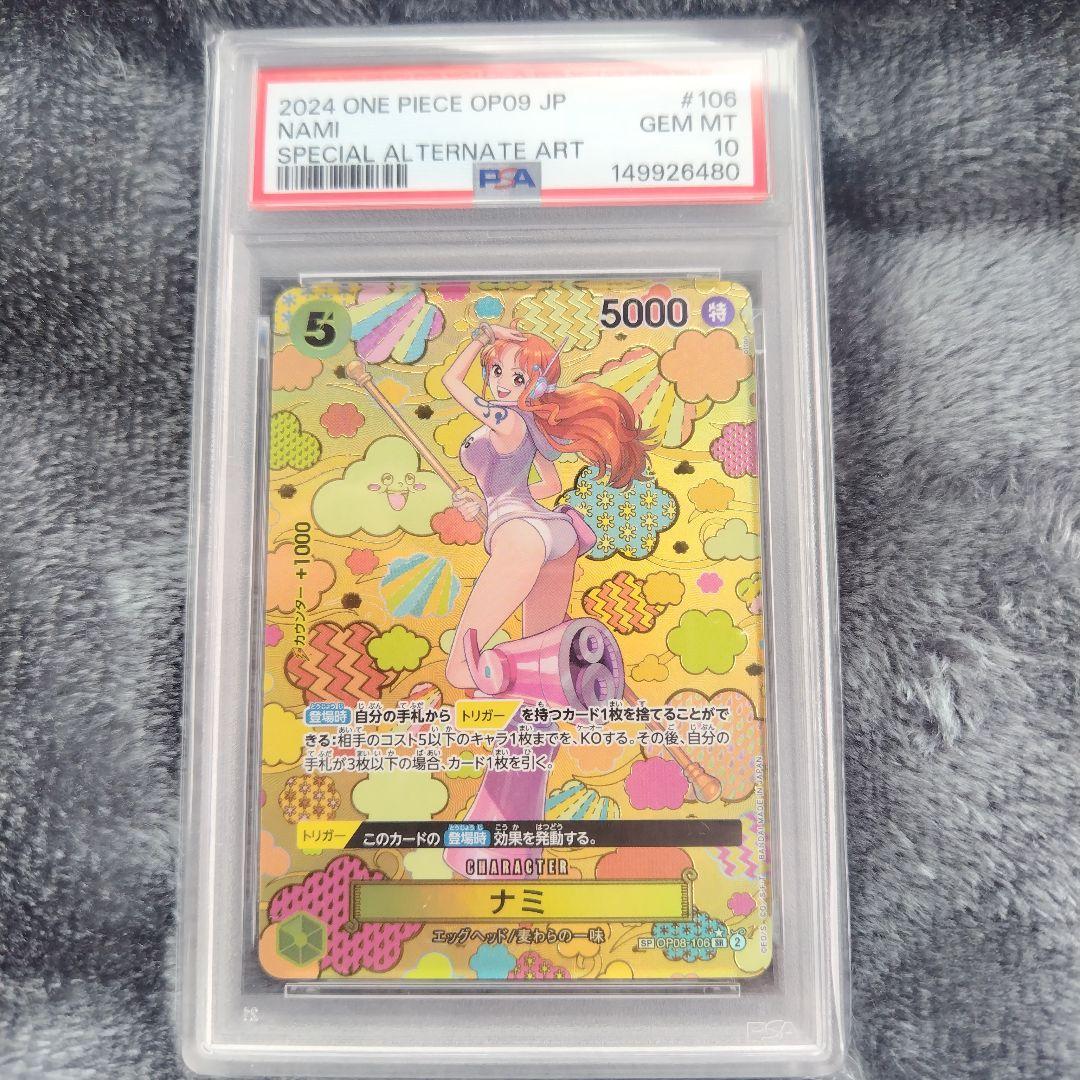 2024 ONE PIECE OP09 JP #106
NAMI GEM MT
SPECIAL ALTERNATE ART 10
PSA 149926480
5 5000 特
カウンター +1000
登場時 自分の手札から トリガー を持つカード1枚を捨てることがで
きる:相手のコスト5以下のキャラ1枚までを、KOする。その後、自分の
手札が3枚以下の場合、カード1枚を引く。
トリガー このカードの 登場時 効果を発動する。
CHARACTER
ナミ
エッグヘッド/麦わらの一味
SP OP08-106 SR 2
BANDAI MADE IN JAPAN
PSA